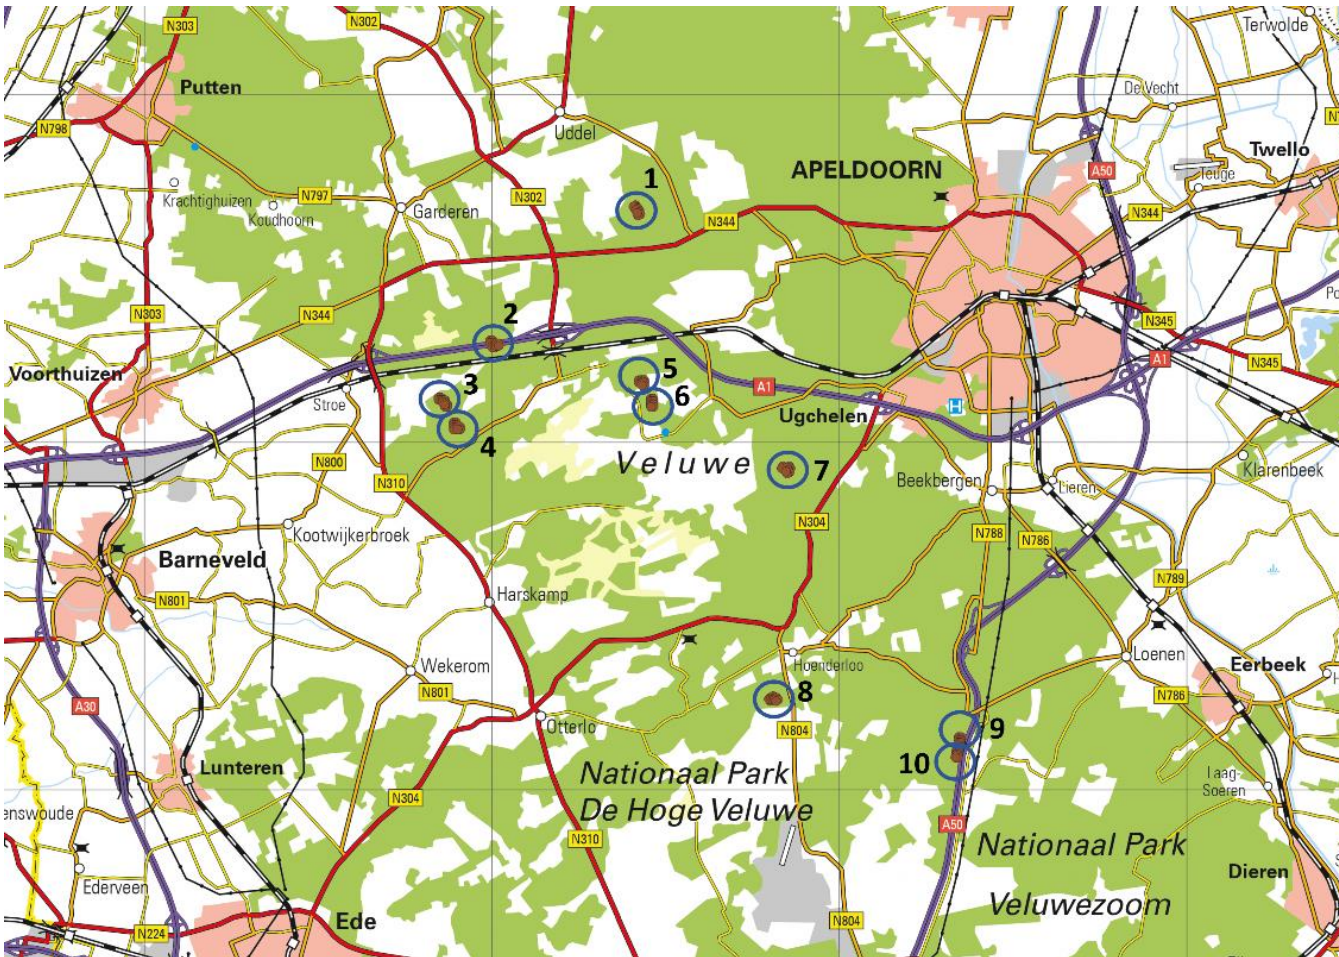 N303
N302
Terwolde
Putten
De Vecht
Uddel
N798
Twello
APELDOORN
A50
Teuge
Krachtighuizen
N797
N302
1
Koudhoorn
Garderen
N344
N344
N303
N344
2
N345
A1
N345
Voorthuizen
5
3
Stroe
6
A1
Ugchelen
H
4
N800
Veluwe
7
Klarenbeek
N310
Beekbergen
Lieren
N304
Kootwijkerbroek
N788
N786
Barneveld
N789
Harskamp
N801
Hoenderloo
Loenen
Wekerom
Eerbeek
N801
N786
8
A30
Otterlo
N804
9
Lunteren
10
Nationaal Park
De Hoge Veluwe
Laag-
Soeren
N304
enswoude
A50
N310
Nationaal Park
Dieren
Ederveen
Veluwezoom
Ede
N804
N224